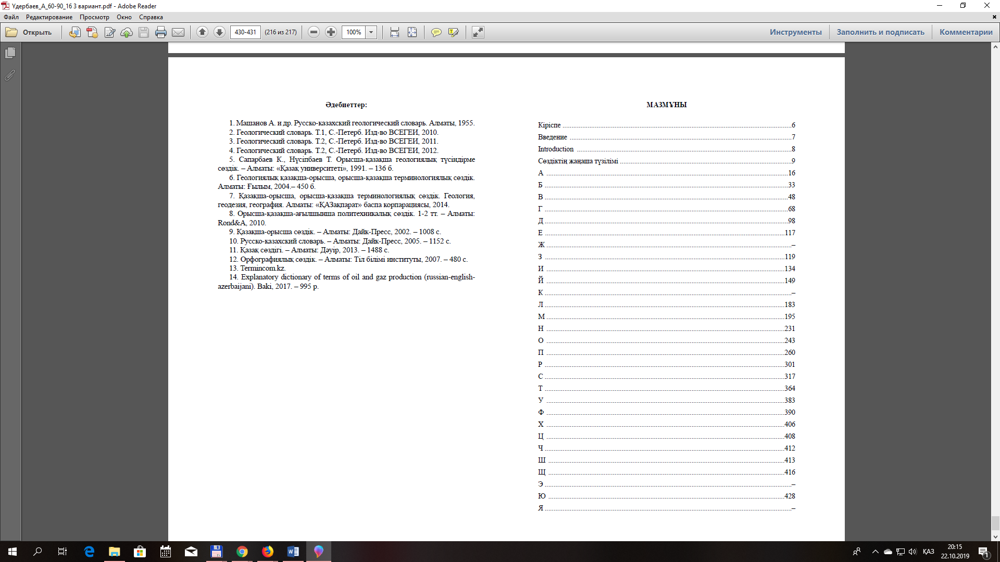 Үдербаев_А_60-90_16 3 вариант.pdf - Adobe Reader
Файл Редактирование Просмотр Окно Справка
Открыть 430-431 (216 из 217) 100% Инструменты Заполнить и подписать Комментарии
Әдебиеттер:
1. Машанов А. и др. Русско-казахский геологический словарь. Алматы, 1955.
2. Геологический словарь. Т.1, С.-Петерб. Изд-во ВСЕГЕИ, 2010.
3. Геологический словарь. Т.2, С.-Петерб. Изд-во ВСЕГЕИ, 2011.
4. Геологический словарь. Т.2, С.-Петерб. Изд-во ВСЕГЕИ, 2012.
5. Сапарбаев К., Нүсіпбаев Т. Орысша-қазақша геологиялық түсіндірме
сөздік. – Алматы: «Қазақ университеті», 1991. – 136 б.
6. Геологиялық қазақша-орысша, орысша-қазақша терминологиялық сөздік.
Алматы: Ғылым, 2004.– 450 б.
7. Қазақша-орысша, орысша-қазақша терминологиялық сөздік. Геология,
геодезия, география. Алматы: «ҚАЗақпарат» баспа корпарациясы, 2014.
8. Орысша-қазақша-ағылшынша политехникалық сөздік. 1-2 тт. – Алматы:
Rond&A, 2010.
9. Қазақша-орысша сөздік. – Алматы: Дайк-Пресс, 2002. – 1008 с.
10. Русско-казахский словарь. – Алматы: Дайк-Пресс, 2005. – 1152 с.
11. Қазақ сөздігі. – Алматы: Дәуір, 2013. – 1488 с.
12. Орфографиялық сөздік. – Алматы: Тіл білімі институты, 2007. – 480 с.
13. Termincom.kz.
14. Explanatory dictionary of terms of oil and gaz production (russian-english-
azerbaijani). Baki, 2017. – 995 p.
МАЗМҰНЫ
Кіріспе ........ 6
Введение ........ 7
Introduction ........ 8
Сөздіктің жаңаша түзілімі ........ 9
А ........ 16
Б ........ 33
В ........ 48
Г ........ 68
Д ........ 98
Е ........ 117
Ж ........ –
З ........ 119
И ........ 134
Й ........ 149
К ........ –
Л ........ 183
М ........ 195
Н ........ 231
О ........ 243
П ........ 260
Р ........ 301
С ........ 317
Т ........ 364
У ........ 383
Ф ........ 390
Х ........ 406
Ц ........ 408
Ч ........ 412
Ш ........ 413
Щ ........ 416
Э ........ –
Ю ........ 428
Я ........ –
ҚАЗ 20:15
22.10.2019 1